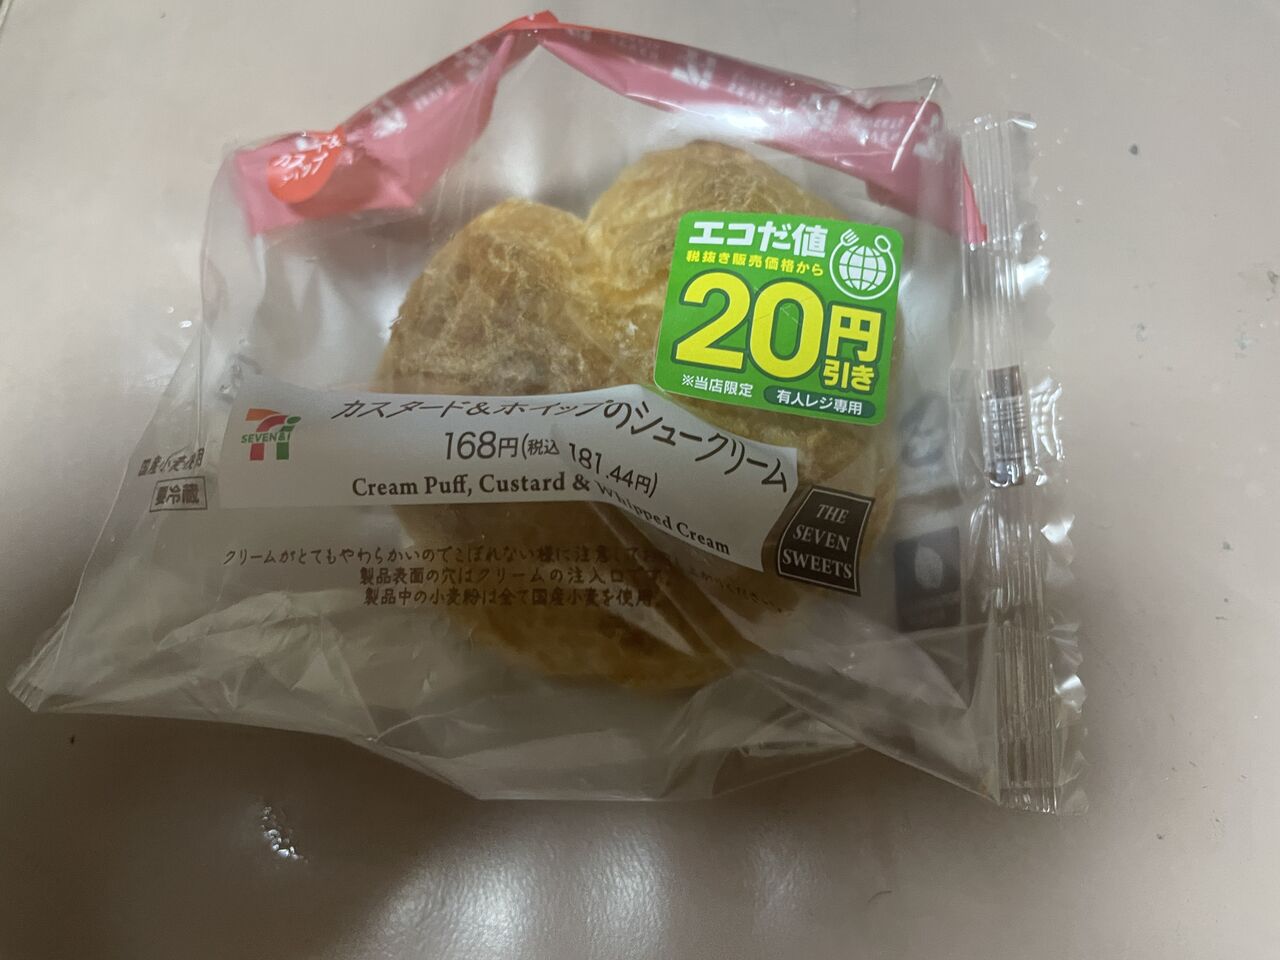 エコだ値
税抜き販売価格から
20円引き
※当店限定 有人レジ専用
SEVEN
カスタード&ホイップのシュークリーム
168円(税込 181.44円)
Cream Puff, Custard & Whipped Cream
国産小麦使用
要冷蔵
THE
SEVEN
SWEETS
クリームがとてもやわらかいのでこぼれない様に注意して
製品表面の穴はクリームの注入口です。
製品中の小麦粉は全て国産小麦を使用。